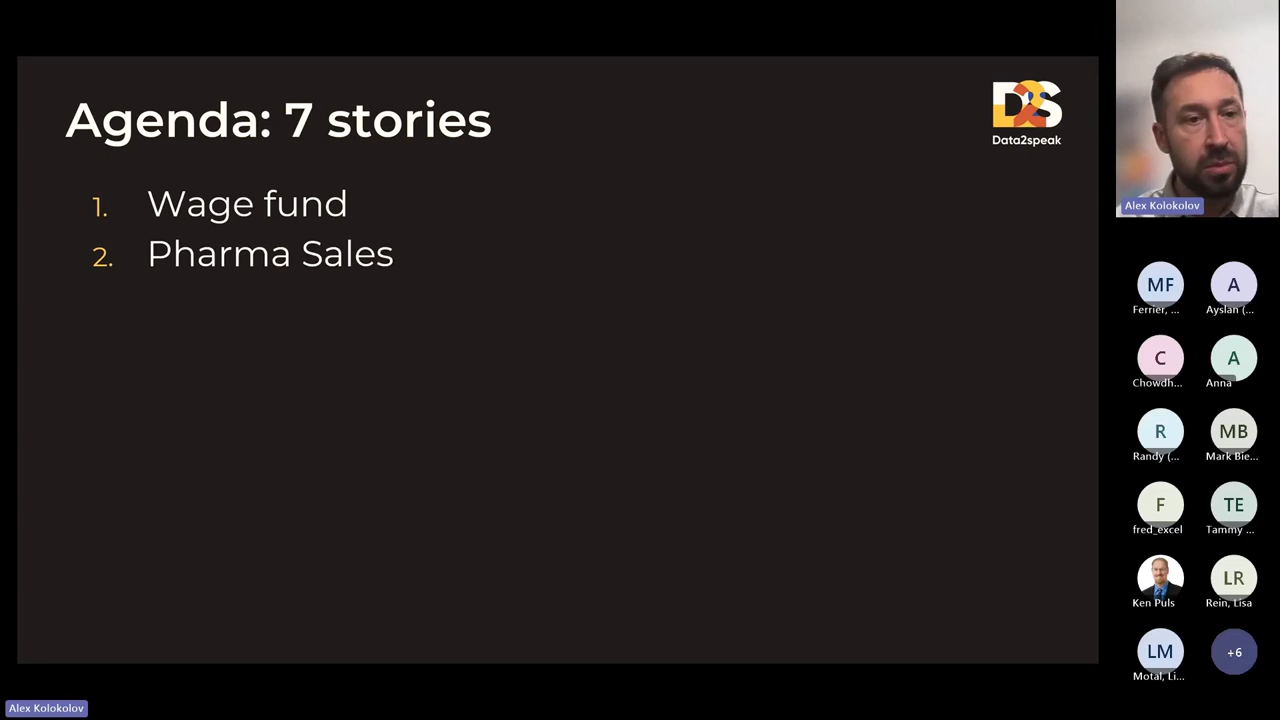 Agenda: 7 stories
D2S
Data2speak
1. Wage fund
2. Pharma Sales
Alex Kolokolov
MF
Ferrier, ...
A
Ayslan (...
C
Chowdh...
A
Anna
R
Randy (...
MB
Mark Bie...
F
fred_excel
TE
Tammy ...
Ken Puls
LR
Rein, Lisa
LM
Motal, Li...
+6
Alex Kolokolov